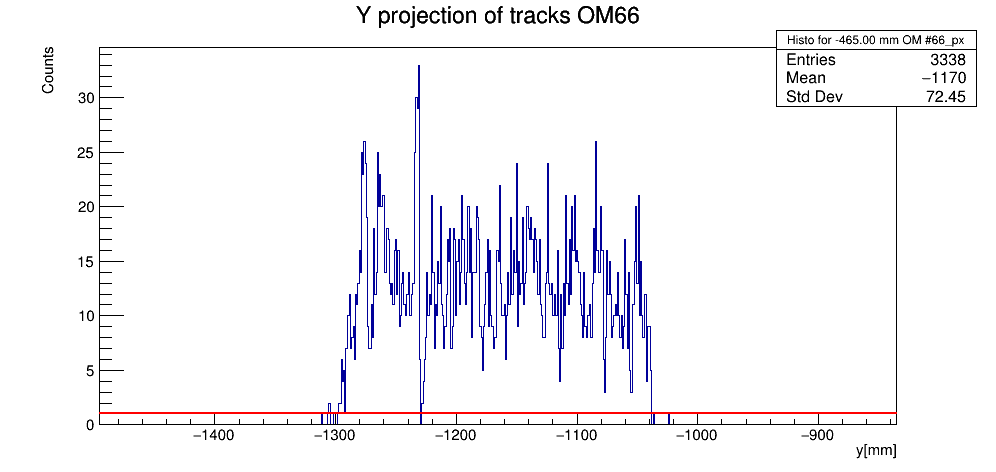 Y projection of tracks OM66
Histo for -465.00 mm OM #66_px
Entries 3338
Mean −1170
Std Dev 72.45
Counts
30
25
20
15
10
5
0
−1400 −1300 −1200 −1100 −1000 −900
y[mm]